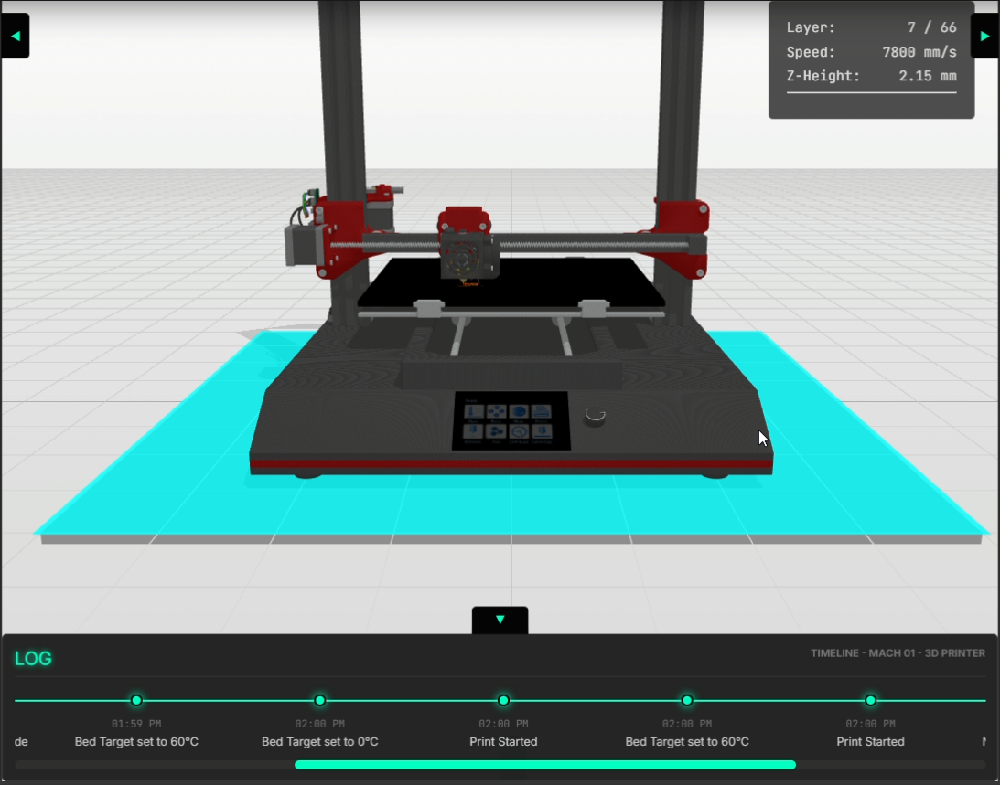 Layer: 7 / 66
Speed: 7800 mm/s
Z-Height: 2.15 mm
LOG
TIMELINE - MACH 01 - 3D PRINTER
01:59 PM
02:00 PM
02:00 PM
02:00 PM
02:00 PM
de
Bed Target set to 60°C
Bed Target set to 0°C
Print Started
Bed Target set to 60°C
Print Started